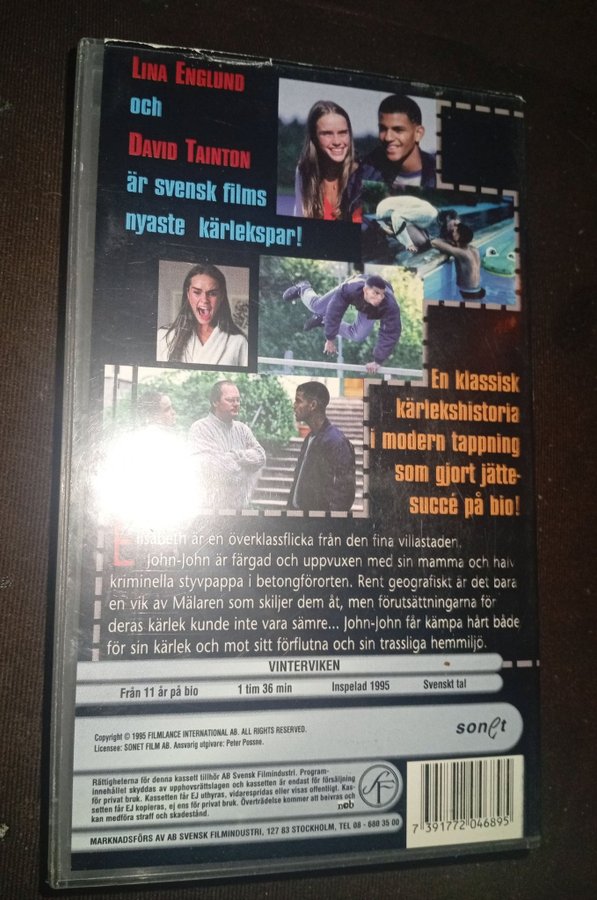 LINA ENGLUND
och
DAVID TAINTON
är svensk films
nyaste kärlekspar!
En klassisk
kärlekshistoria
i modern tappning
som gjort jätte-
succé på bio!
Elisabeth är en överklassflicka från den fina villastaden.
John-John är färgad och uppvuxen med sin mamma och halv
kriminella styvpappa i betongförorten. Rent geografiskt är det bara
en vik av Mälaren som skiljer dem åt, men förutsättningarna för
deras kärlek kunde inte vara sämre... John-John får kämpa hårt både
för sin kärlek och mot sitt förflutna och sin trassliga hemmiljö.
VINTERVIKEN
Från 11 år på bio 1 tim 36 min Inspelad 1995 Svenskt tal
Copyright © 1995 FILMLANCE INTERNATIONAL AB. ALL RIGHTS RESERVED.
Licensee: SONET FILM AB. Ansvarig utgivare: Peter Possne.
sonet
Rättigheterna för denna kassett tillhör AB Svensk Filmindustri. Program-
innehållet skyddas av upphovsrättslagen och kassetten är endast för försäljning
för privat bruk. Kassetten får EJ uthyras, vidarespridas eller visas offentligt. Kas-
setten får EJ kopieras, ej ens för privat bruk. Överträdelse kommer att beivras och
kan medföra straff och skadestånd.
ncb
SF
MARKNADSFÖRS AV AB SVENSK FILMINDUSTRI, 127 83 STOCKHOLM, TEL 08 - 680 35 00
7 391772 046895